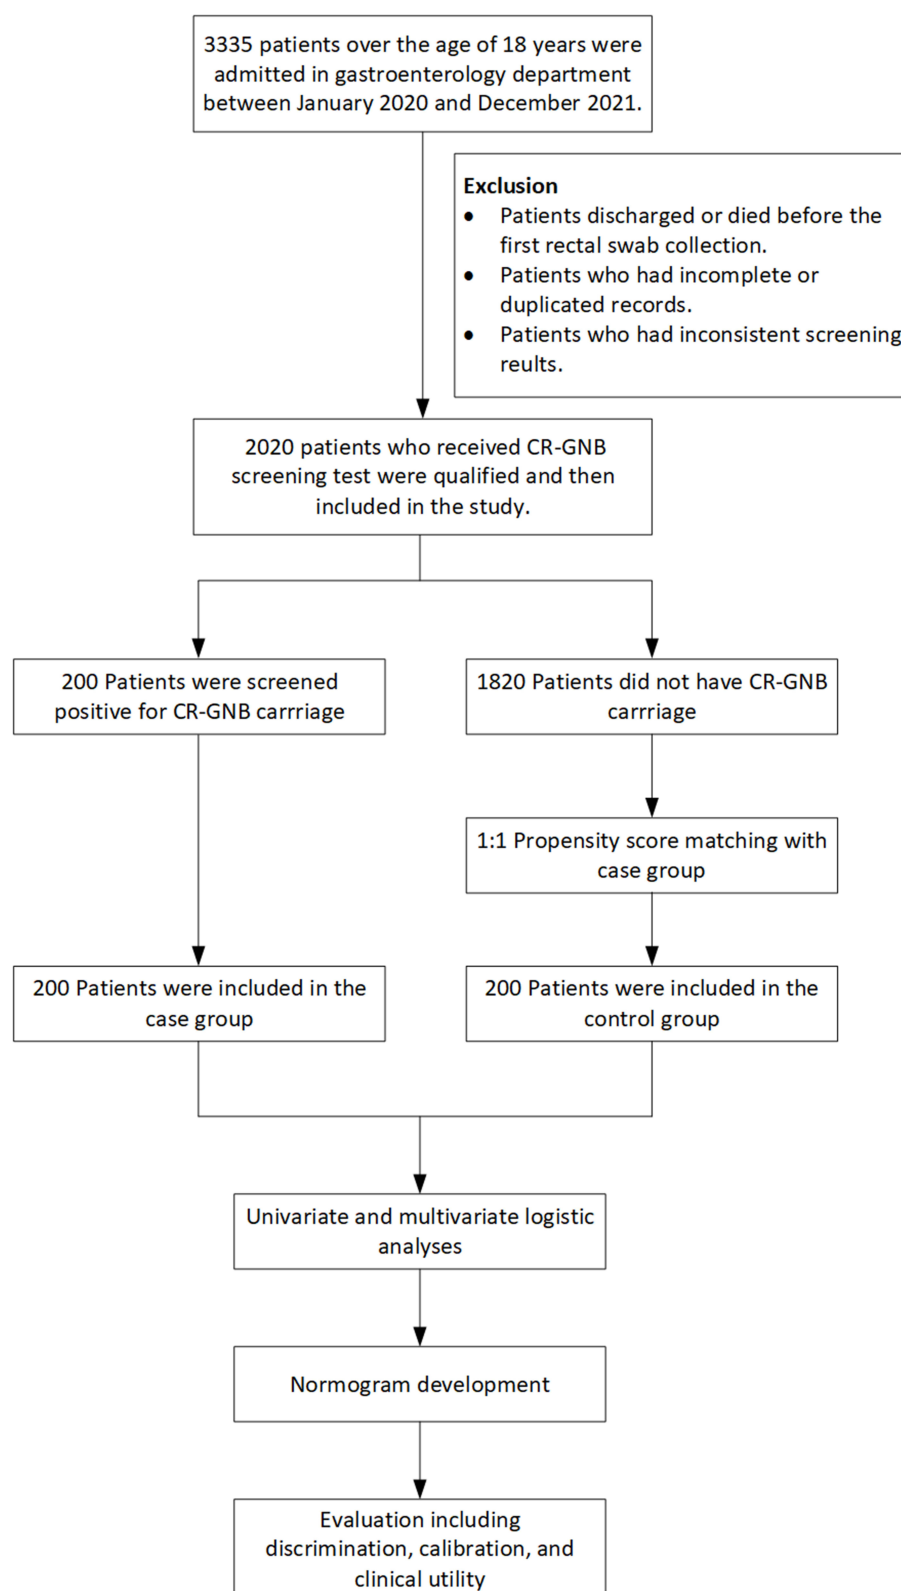 3335 patients over the age of 18 years were
admitted in gastroenterology department
between January 2020 and December 2021.
Exclusion
• Patients discharged or died before the
first rectal swab collection.
• Patients who had incomplete or
duplicated records.
• Patients who had inconsistent screening
reults.
2020 patients who received CR-GNB
screening test were qualified and then
included in the study.
200 Patients were screened
positive for CR-GNB carrriage
1820 Patients did not have CR-GNB
carrriage
1:1 Propensity score matching with
case group
200 Patients were included in the
case group
200 Patients were included in the
control group
Univariate and multivariate logistic
analyses
Normogram development
Evaluation including
discrimination, calibration, and
clinical utility